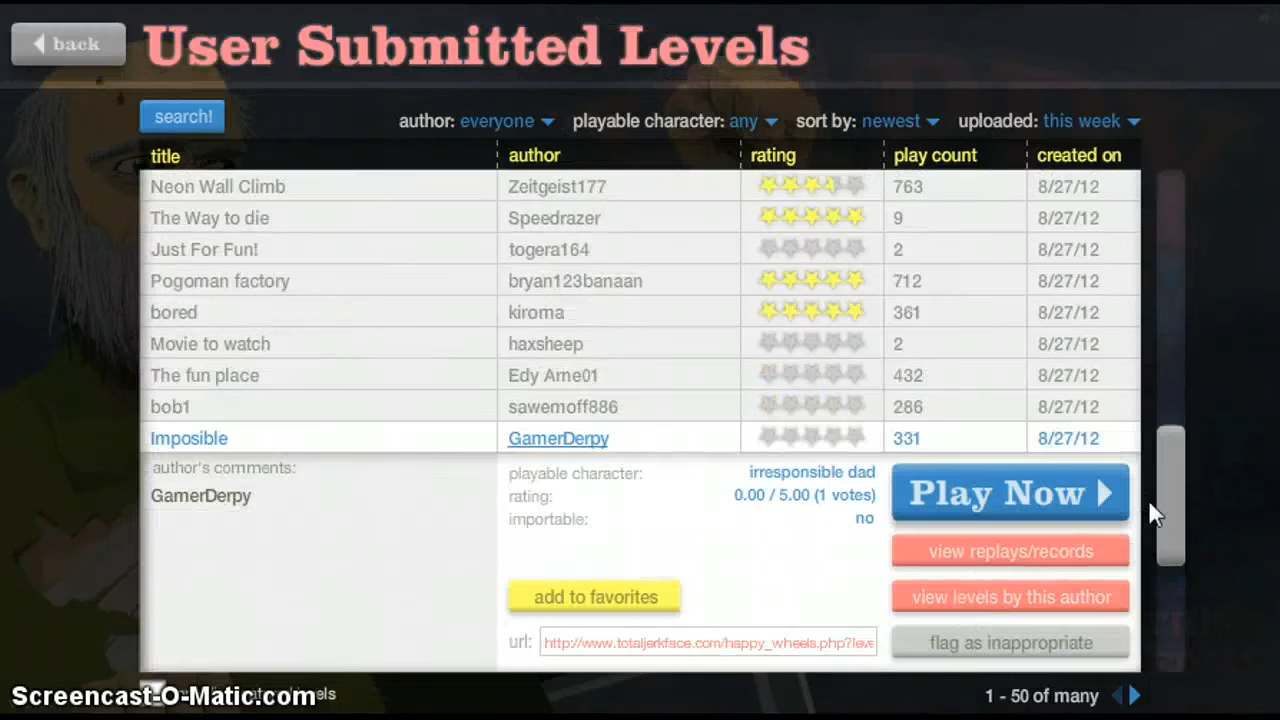 back
User Submitted Levels
search!
author: everyone playable character: any sort by: newest uploaded: this week
title author rating play count created on
Neon Wall Climb Zeitgeist177 763 8/27/12
The Way to die Speedrazer 9 8/27/12
Just For Fun! togera164 2 8/27/12
Pogoman factory bryan123banaan 712 8/27/12
bored kiroma 361 8/27/12
Movie to watch haxsheep 2 8/27/12
The fun place Edy Arne01 432 8/27/12
bob1 sawemoff886 286 8/27/12
Imposible GamerDerpy 331 8/27/12
author's comments:
GamerDerpy
playable character: irresponsible dad
rating: 0.00 / 5.00 (1 votes)
importable: no
Play Now
view replays/records
add to favorites
view levels by this author
url: http://www.totaljerkface.com/happy_wheels.php?leve
flag as inappropriate
Screencast-O-Matic.com
1 - 50 of many